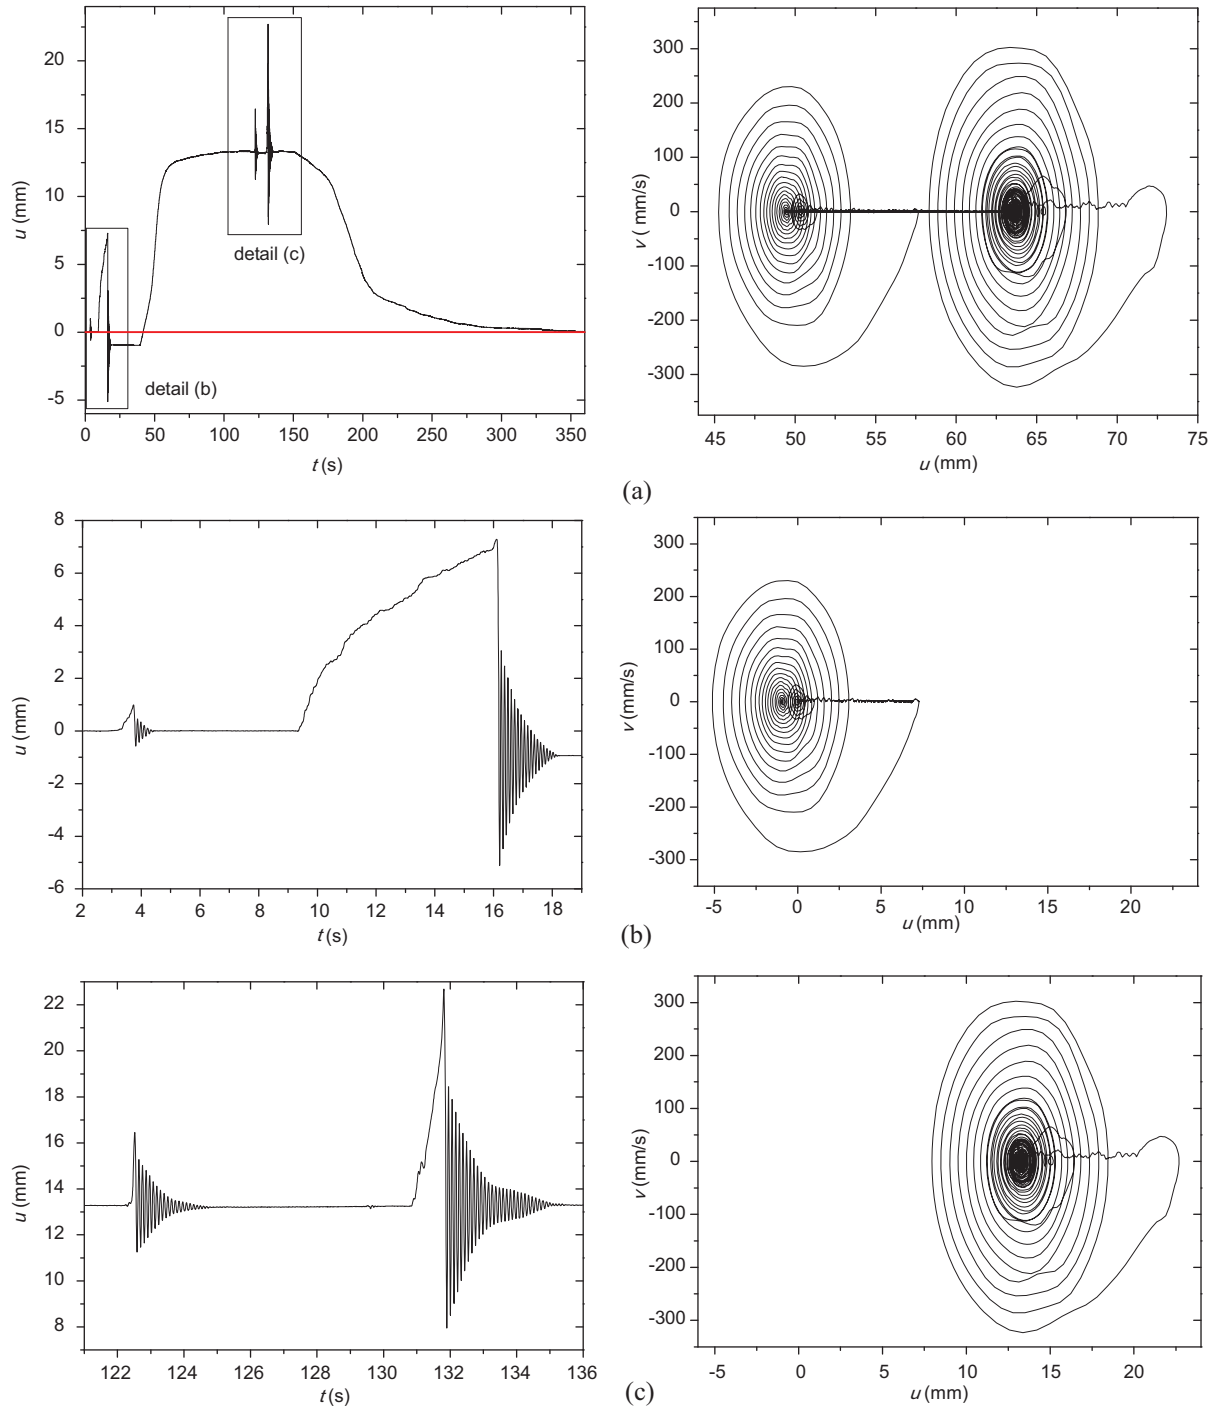 20
15
10
5
0
-5
u (mm)
detail (c)
detail (b)
0 50 100 150 200 250 300 350
t (s)
300
200
100
0
-100
-200
-300
v ( mm/s)
45 50 55 60 65 70 75
u (mm)
(a)
8
6
4
2
0
-2
-4
-6
u (mm)
2 4 6 8 10 12 14 16 18
t (s)
300
200
100
0
-100
-200
-300
v (mm/s)
-5 0 5 10 15 20
u (mm)
(b)
22
20
18
16
14
12
10
8
u (mm)
122 124 126 128 130 132 134 136
t (s)
300
200
100
0
-100
-200
-300
v (mm/s)
-5 0 5 10 15 20
u (mm)
(c)